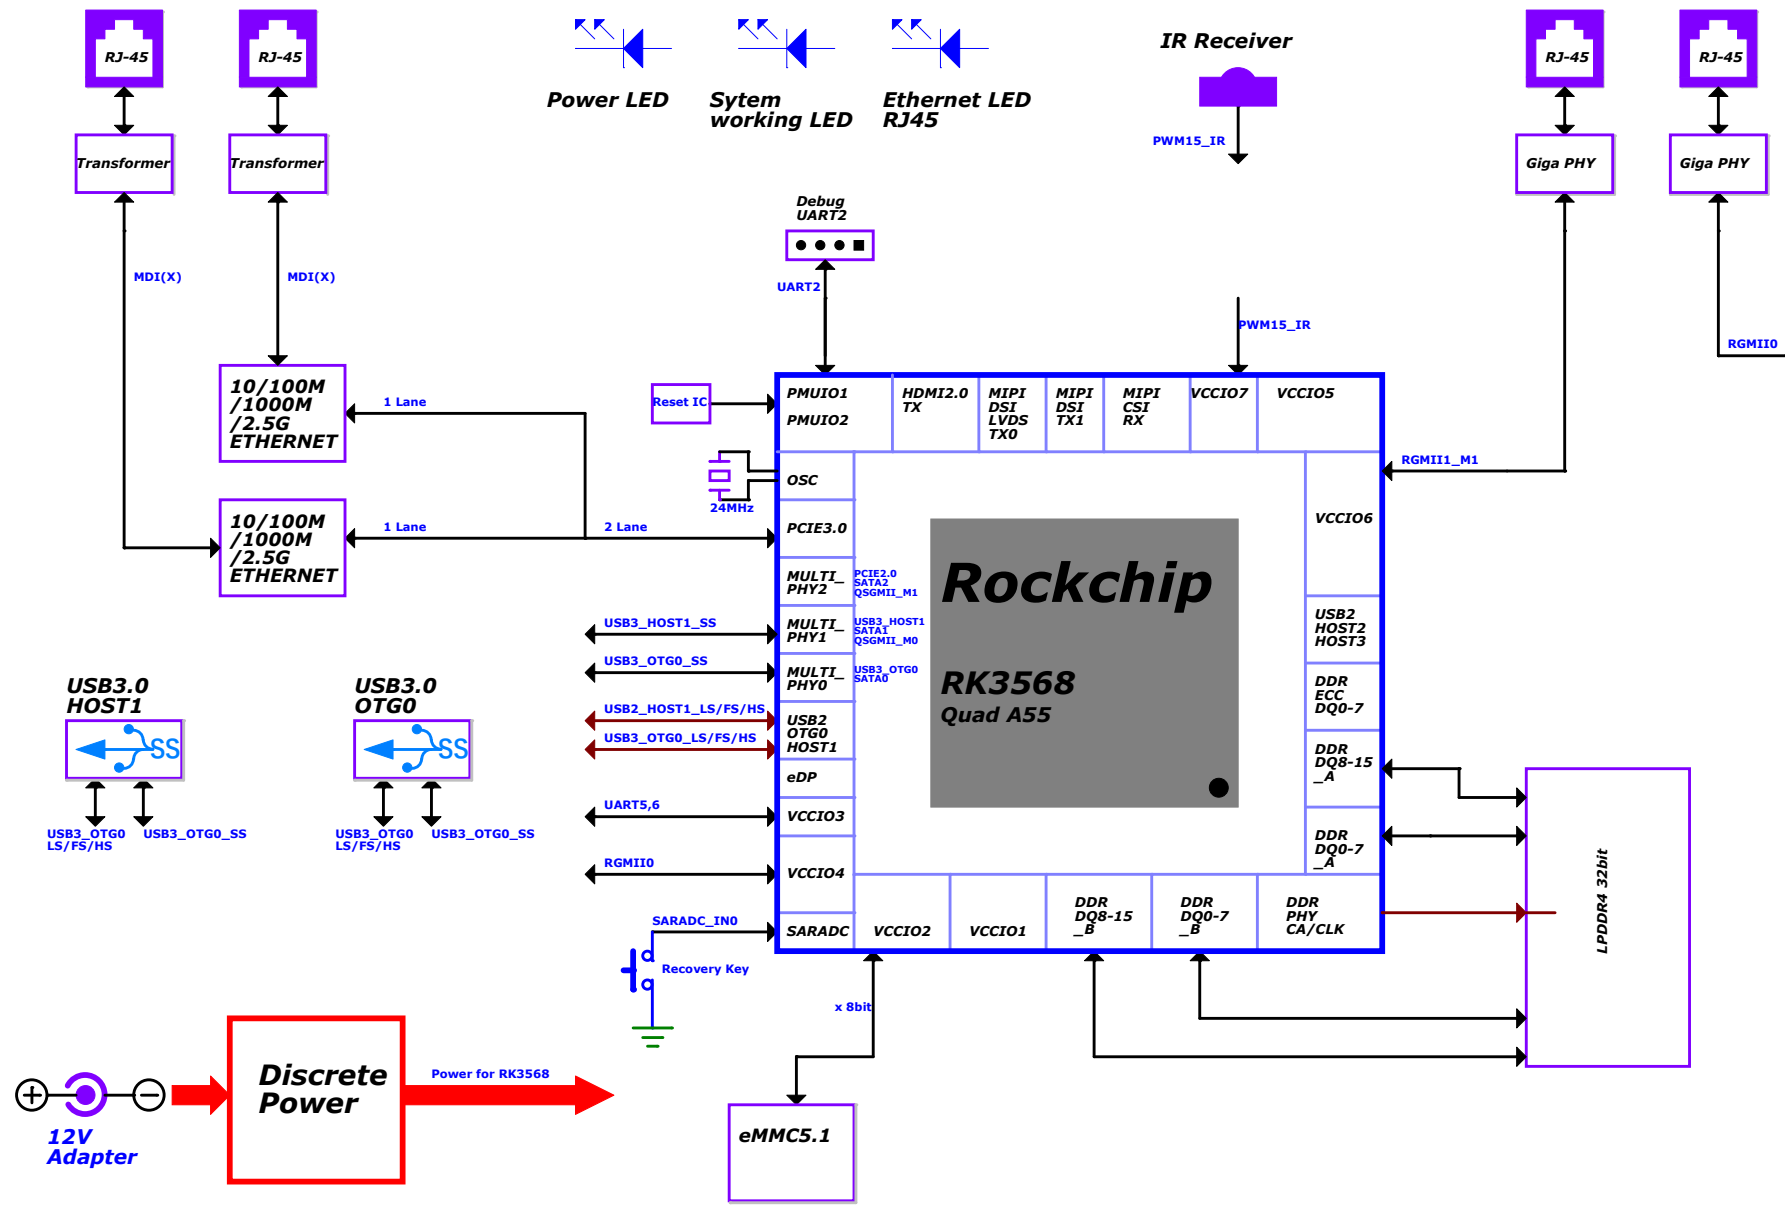 RJ-45
RJ-45
Power LED
Sytem
working LED
Ethernet LED
RJ45
IR Receiver
RJ-45
RJ-45
Transformer
Transformer
PWM15_IR
Giga PHY
Giga PHY
Debug
UART2
MDI(X)
MDI(X)
UART2
PWM15_IR
RGMII0
10/100M
/1000M
/2.5G
ETHERNET
1 Lane
Reset IC
PMUIO1
PMUIO2
HDMI2.0
TX
MIPI
DSI
LVDS
TX0
MIPI
DSI
TX1
MIPI
CSI
RX
VCCIO7
VCCIO5
RGMII1_M1
OSC
24MHz
10/100M
/1000M
/2.5G
ETHERNET
1 Lane
2 Lane
PCIE3.0
VCCIO6
MULTI_
PHY2
PCIE2.0
SATA2
QSGMII_M1
Rockchip
RK3568
Quad A55
USB3_HOST1_SS
MULTI_
PHY1
USB3_HOST1
SATA1
QSGMII_M0
USB2
HOST2
HOST3
USB3_OTG0_SS
MULTI_
PHY0
USB3_OTG0
SATA0
DDR
ECC
DQ0-7
USB3.0
HOST1
SS
USB3.0
OTG0
SS
USB2_HOST1_LS/FS/HS
USB3_OTG0_LS/FS/HS
USB2
OTG0
HOST1
DDR
DQ8-15
_A
eDP
USB3_OTG0
LS/FS/HS
USB3_OTG0_SS
USB3_OTG0
LS/FS/HS
USB3_OTG0_SS
UART5,6
VCCIO3
DDR
DQ0-7
_A
RGMII0
VCCIO4
LPDDR4 32bit
SARADC_IN0
SARADC
VCCIO2
VCCIO1
DDR
DQ8-15
_B
DDR
DQ0-7
_B
DDR
PHY
CA/CLK
Recovery Key
x 8bit
Discrete
Power
Power for RK3568
12V
Adapter
eMMC5.1